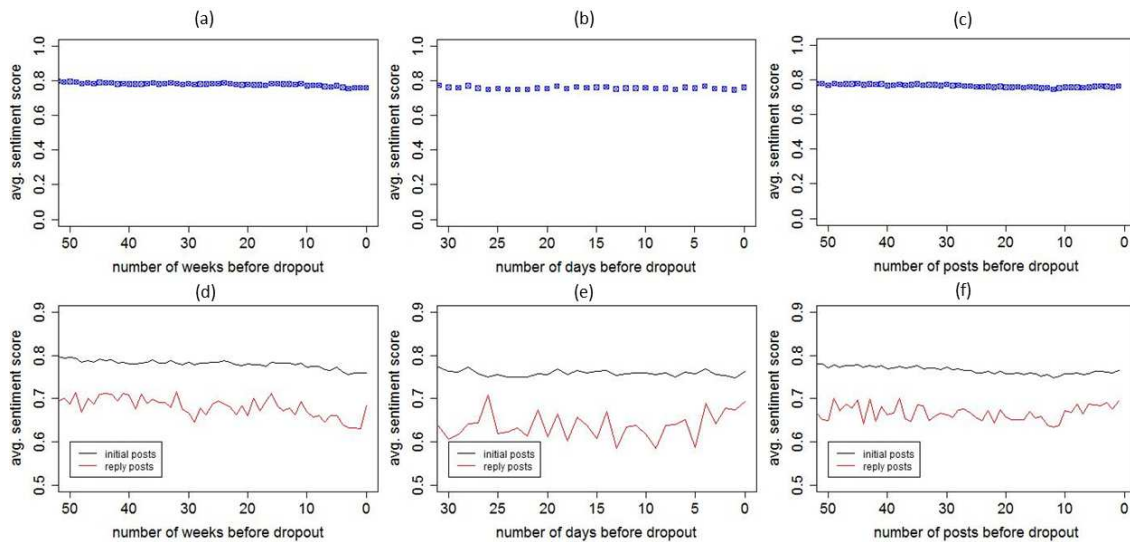 (a)
(b)
(c)
avg. sentiment score
0.0 0.2 0.4 0.6 0.8 1.0
50 40 30 20 10 0
number of weeks before dropout
avg. sentiment score
0.0 0.2 0.4 0.6 0.8 1.0
30 25 20 15 10 5 0
number of days before dropout
avg. sentiment score
0.0 0.2 0.4 0.6 0.8 1.0
50 40 30 20 10 0
number of posts before dropout
(d)
(e)
(f)
avg. sentiment score
0.5 0.6 0.7 0.8 0.9
initial posts
reply posts
50 40 30 20 10 0
number of weeks before dropout
avg. sentiment score
0.5 0.6 0.7 0.8 0.9
initial posts
reply posts
30 25 20 15 10 5 0
number of days before dropout
avg. sentiment score
0.5 0.6 0.7 0.8 0.9
initial posts
reply posts
50 40 30 20 10 0
number of posts before dropout